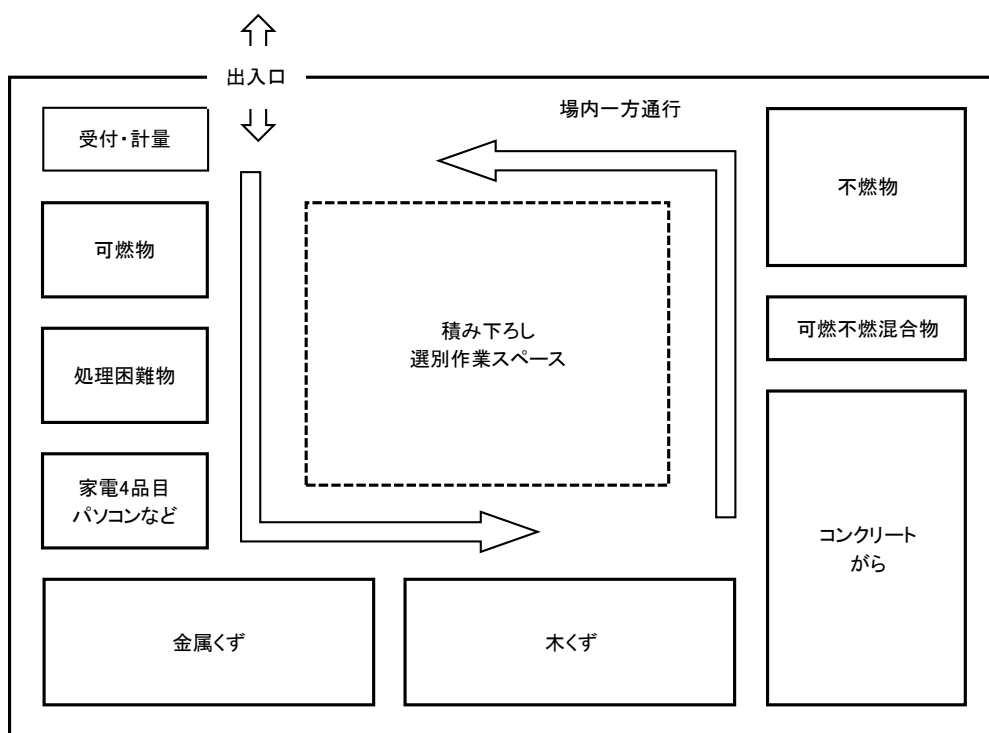 出入口
受付・計量
場内一方通行
不燃物
可燃物
可燃不燃混合物
積み下ろし
選別作業スペース
処理困難物
家電4品目
パソコンなど
コンクリート
がら
金属くず
木くず